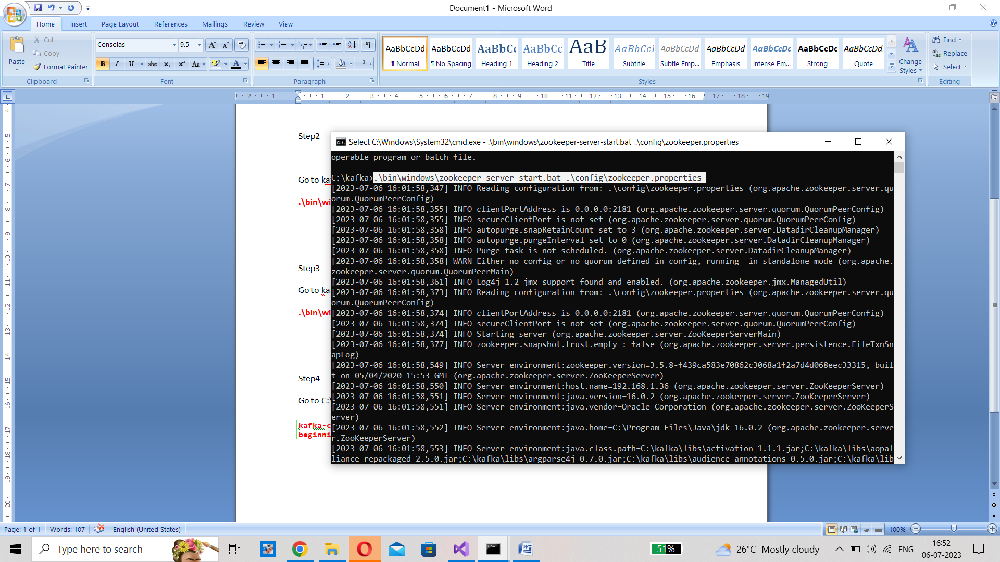 Document1 - Microsoft Word
Home Insert Page Layout References Mailings Review View
Paste
Cut
Copy
Format Painter
Clipboard
Consolas 9.5
B I U abc x₂ x² Aa
Font
Paragraph
AaBbCcDd AaBbCcDd AaBbCc AaBbCc AaB AaBbCcI AaBbCcDd AaBbCcDd AaBbCcDd AaBbCcDc AaBbCcDd
¶ Normal ¶ No Spacing Heading 1 Heading 2 Title Subtitle Subtle Emp... Emphasis Intense Em... Strong Quote
Styles
Change Styles
Find
Replace
Select
Editing
2 1 1 2 3 4 5 6 7 8 9 10 11 12 13 14 15 16 17 18 19
4 5 6 7 8 9 10 11 12 13 14 15 16 17 18 19 20
Step2
Go to ka
.\bin\wi
Step3
Go to ka
.\bin\wi
Step4
Go to C:\
kafka-c
beginni
Select C:\Windows\System32\cmd.exe - .\bin\windows\zookeeper-server-start.bat .\config\zookeeper.properties
operable program or batch file.
C:\kafka>.\bin\windows\zookeeper-server-start.bat .\config\zookeeper.properties
[2023-07-06 16:01:58,347] INFO Reading configuration from: .\config\zookeeper.properties (org.apache.zookeeper.server.qu
orum.QuorumPeerConfig)
[2023-07-06 16:01:58,355] INFO clientPortAddress is 0.0.0.0:2181 (org.apache.zookeeper.server.quorum.QuorumPeerConfig)
[2023-07-06 16:01:58,355] INFO secureClientPort is not set (org.apache.zookeeper.server.quorum.QuorumPeerConfig)
[2023-07-06 16:01:58,358] INFO autopurge.snapRetainCount set to 3 (org.apache.zookeeper.server.DatadirCleanupManager)
[2023-07-06 16:01:58,358] INFO autopurge.purgeInterval set to 0 (org.apache.zookeeper.server.DatadirCleanupManager)
[2023-07-06 16:01:58,358] INFO Purge task is not scheduled. (org.apache.zookeeper.server.DatadirCleanupManager)
[2023-07-06 16:01:58,358] WARN Either no config or no quorum defined in config, running  in standalone mode (org.apache.
zookeeper.server.quorum.QuorumPeerMain)
[2023-07-06 16:01:58,361] INFO Log4j 1.2 jmx support found and enabled. (org.apache.zookeeper.jmx.ManagedUtil)
[2023-07-06 16:01:58,373] INFO Reading configuration from: .\config\zookeeper.properties (org.apache.zookeeper.server.qu
orum.QuorumPeerConfig)
[2023-07-06 16:01:58,374] INFO clientPortAddress is 0.0.0.0:2181 (org.apache.zookeeper.server.quorum.QuorumPeerConfig)
[2023-07-06 16:01:58,374] INFO secureClientPort is not set (org.apache.zookeeper.server.quorum.QuorumPeerConfig)
[2023-07-06 16:01:58,374] INFO Starting server (org.apache.zookeeper.server.ZooKeeperServerMain)
[2023-07-06 16:01:58,377] INFO zookeeper.snapshot.trust.empty : false (org.apache.zookeeper.server.persistence.FileTxnSn
apLog)
[2023-07-06 16:01:58,549] INFO Server environment:zookeeper.version=3.5.8-f439ca583e70862c3068a1f2a7d4d068eec33315, buil
t on 05/04/2020 15:53 GMT (org.apache.zookeeper.server.ZooKeeperServer)
[2023-07-06 16:01:58,550] INFO Server environment:host.name=192.168.1.36 (org.apache.zookeeper.server.ZooKeeperServer)
[2023-07-06 16:01:58,551] INFO Server environment:java.version=16.0.2 (org.apache.zookeeper.server.ZooKeeperServer)
[2023-07-06 16:01:58,551] INFO Server environment:java.vendor=Oracle Corporation (org.apache.zookeeper.server.ZooKeeperS
erver)
[2023-07-06 16:01:58,552] INFO Server environment:java.home=C:\Program Files\Java\jdk-16.0.2 (org.apache.zookeeper.serve
r.ZooKeeperServer)
[2023-07-06 16:01:58,553] INFO Server environment:java.class.path=C:\kafka\libs\activation-1.1.1.jar;C:\kafka\libs\aopal
liance-repackaged-2.5.0.jar;C:\kafka\libs\argparse4j-0.7.0.jar;C:\kafka\libs\audience-annotations-0.5.0.jar;C:\kafka\lib
Page: 1 of 1 Words: 107 English (United States) 100%
Type here to search 51% 26°C Mostly cloudy ENG 16:52
06-07-2023